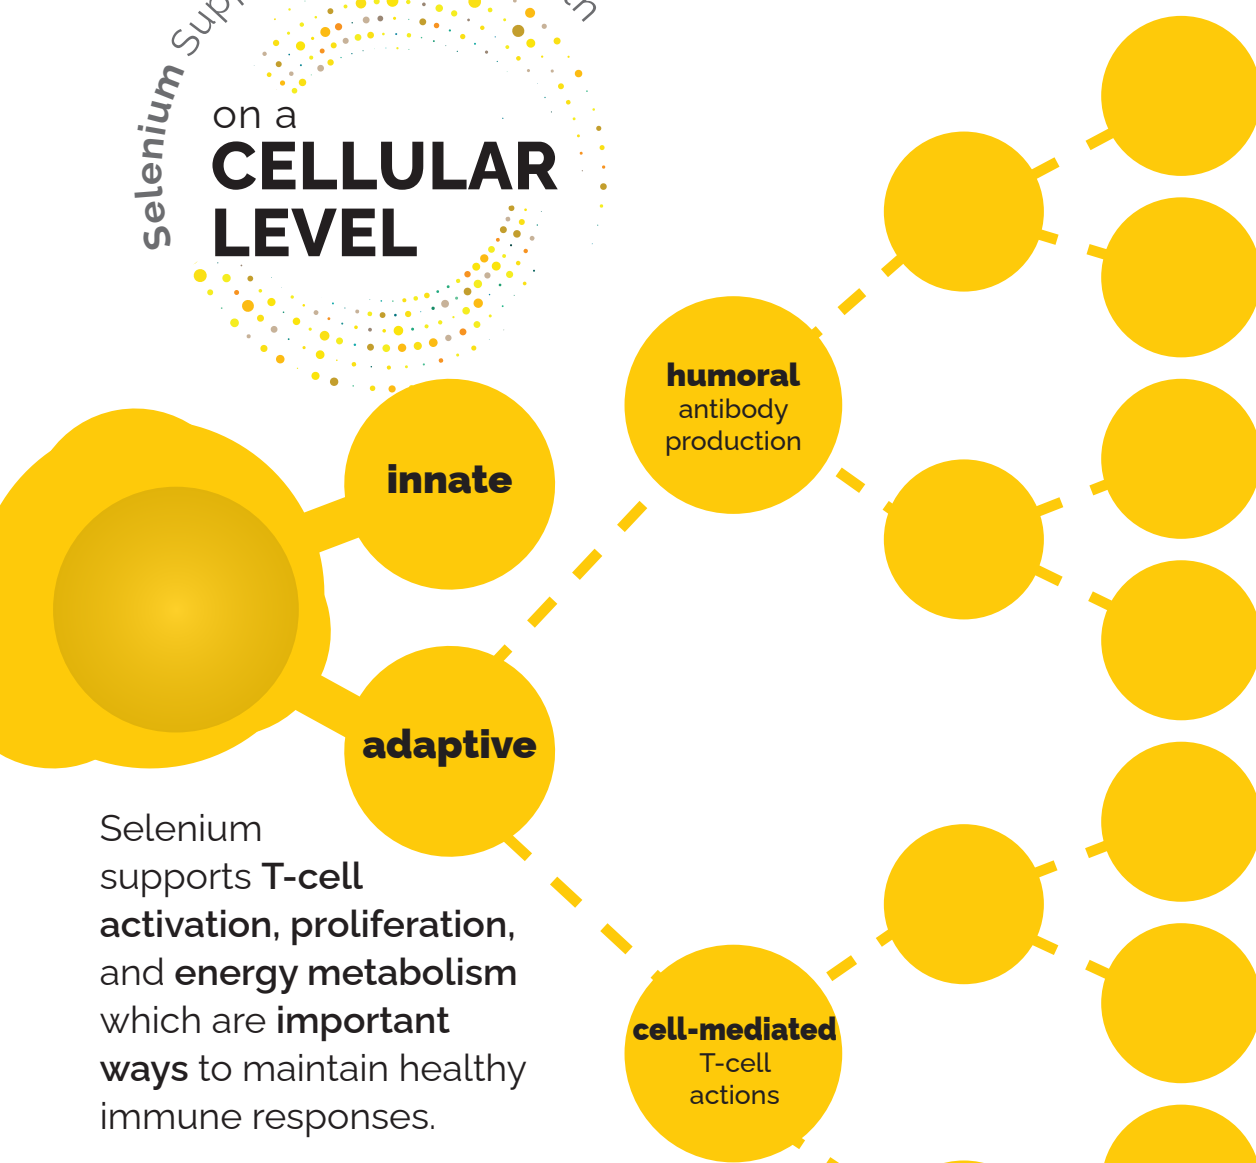 Selenium
on a
CELLULAR
LEVEL
innate
adaptive
humoral
antibody
production
cell-mediated
T-cell
actions
Selenium
supports T-cell
activation, proliferation,
and energy metabolism
which are important
ways to maintain healthy
immune responses.